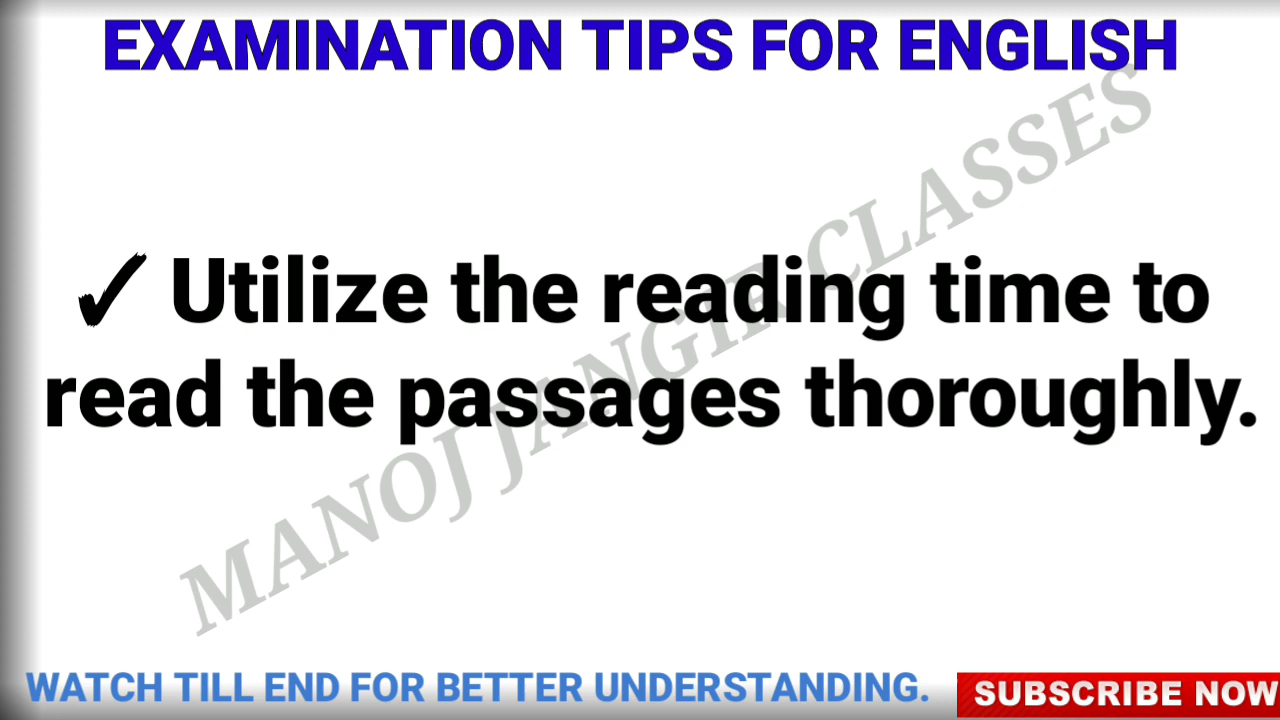 EXAMINATION TIPS FOR ENGLISH
✓ Utilize the reading time to
read the passages thoroughly.
MANOJ JANGIR CLASSES
WATCH TILL END FOR BETTER UNDERSTANDING.
SUBSCRIBE NOW